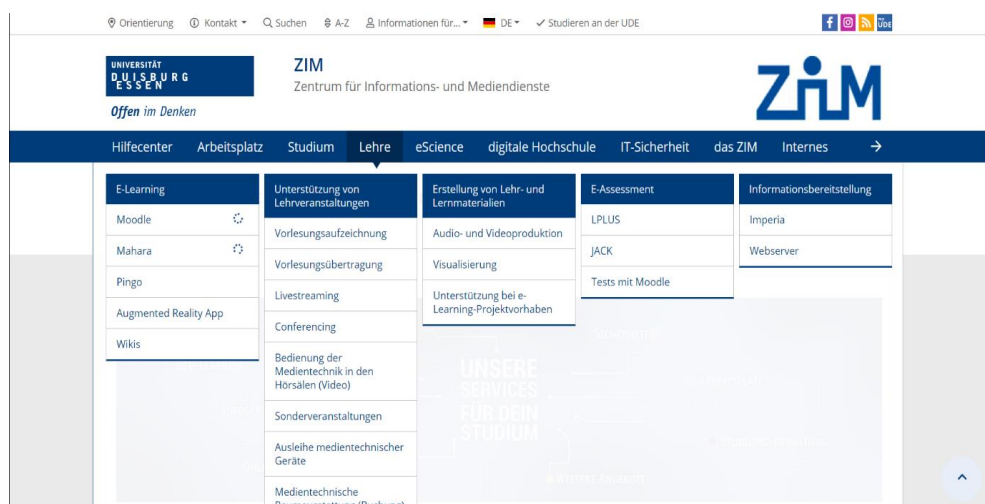 Orientierung Kontakt Suchen A-Z Informationen für... DE Studieren an der UDE
UNIVERSITÄT
DUISBURG
ESSEN
Offen im Denken
ZIM
Zentrum für Informations- und Mediendienste
ZIM
Hilfecenter Arbeitsplatz Studium Lehre eScience digitale Hochschule IT-Sicherheit das ZIM Internes
E-Learning
Moodle
Mahara
Pingo
Augmented Reality App
Wikis
Unterstützung von
Lehrveranstaltungen
Vorlesungsaufzeichnung
Vorlesungsübertragung
Livestreaming
Conferencing
Bedienung der
Medientechnik in den
Hörsälen (Video)
Sonderveranstaltungen
Ausleihe medientechnischer
Geräte
Medientechnische
Erstellung von Lehr- und
Lernmaterialien
Audio- und Videoproduktion
Visualisierung
Unterstützung bei e-
Learning-Projektvorhaben
E-Assessment
LPLUS
JACK
Tests mit Moodle
Informationsbereitstellung
Imperia
Webserver
UNSERE
SERVICES
FÜR DEIN
STUDIUM